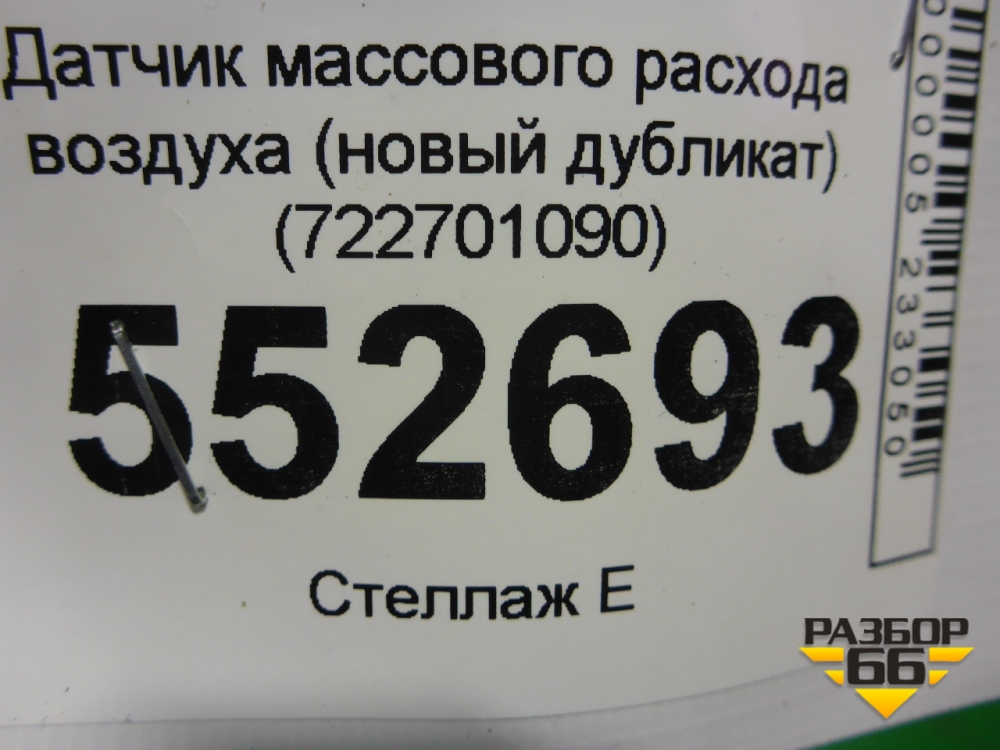 Датчик массового расхода
воздуха (новый дубликат)
(722701090)
552693
Стеллаж Е
РАЗБОР
66